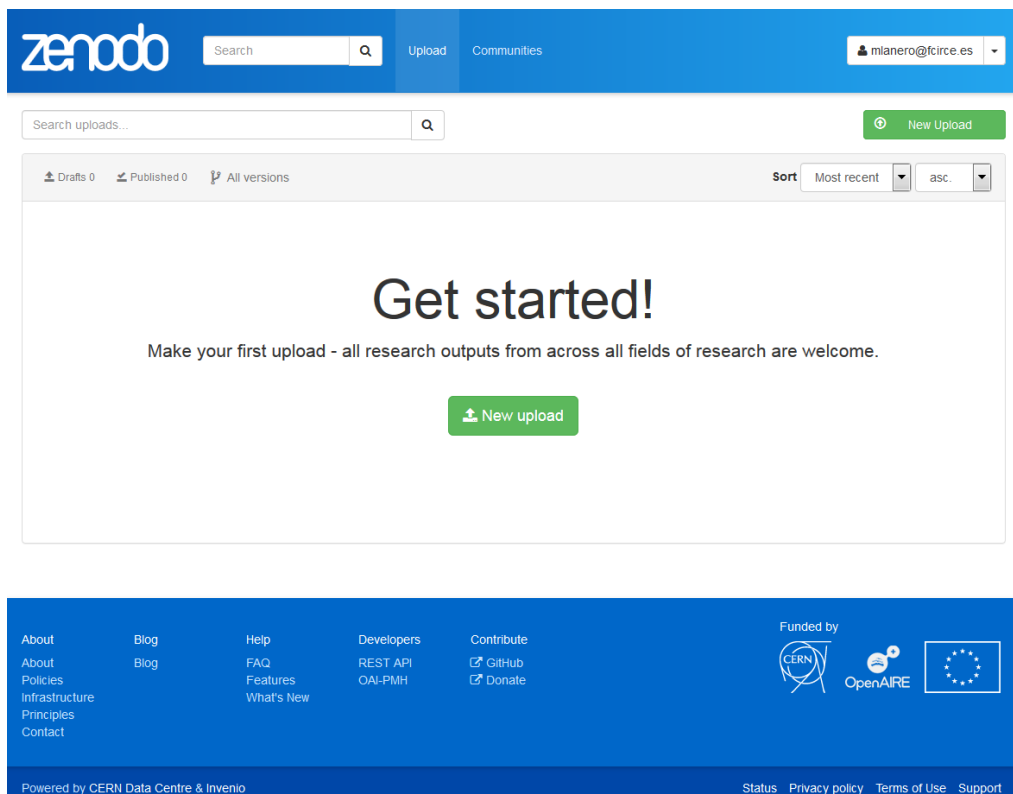 zenodo
Search
Upload
Communities
mlanero@fcirce.es
Search uploads...
New Upload
Drafts 0
Published 0
All versions
Sort
Most recent
asc.
Get started!
Make your first upload - all research outputs from across all fields of research are welcome.
New upload
About
About
Policies
Infrastructure
Principles
Contact
Blog
Blog
Help
FAQ
Features
What's New
Developers
REST API
OAI-PMH
Contribute
GitHub
Donate
Funded by
CERN
OpenAIRE
Powered by CERN Data Centre & Invenio
Status Privacy policy Terms of Use Support